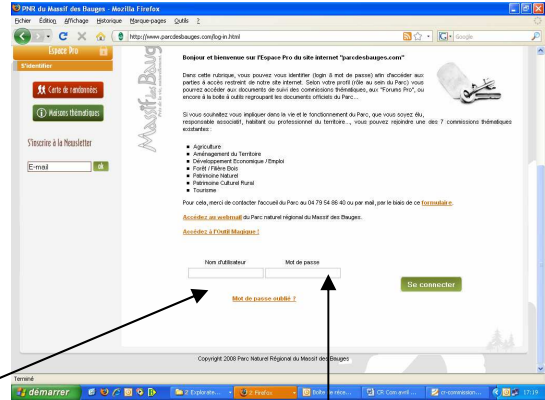 PNR du Massif des Bauges - Mozilla Firefox
Fichier Edition Affichage Historique Marque-pages Outils ?
http://www.parcdesbauges.com/log-in.html
Google
Espace Pro
S'identifier
Carte de randonnées
Maisons thématiques
S'inscrire à la Newsletter
E-mail
ok
Massif des Bauges
Bonjour et bienvenue sur l'Espace Pro du site internet "parcdesbauges.com"
Dans cette rubrique, vous pouvez vous identifier (login & mot de passe) afin d'accéder aux
parties à accès restreint de notre site internet. Selon votre profil (rôle au sein du Parc) vous
pourrez accéder aux documents de suivi des commissions thématiques, aux "Forums Pro", ou
encore à la boite à outils regroupant les documents officiels du Parc...
Si vous souhaitez vous impliquer dans la vie et le fonctionnement du Parc, que vous soyez élu,
responsable associatif, habitant ou professionnel du territoire..., vous pouvez rejoindre une des 7 commissions thématiques
existantes:
Agriculture
Aménagement du Territoire
Développement Economique / Emploi
Forêt / Filière Bois
Patrimoine Naturel
Patrimoine Culturel Rural
Tourisme
Pour cela, merci de contacter l'accueil du Parc au 04 79 54 86 40 ou par mail, par le biais de ce formulaire.
Accédez au webmail du Parc naturel régional du Massif des Bauges.
Accédez à l'Outil Magique !
Nom d'utilisateur Mot de passe
Se connecter
Mot de passe oublié ?
Copyright 2008 Parc Naturel Régional du Massif des Bauges
Terminé
démarrer 2 Explorate... 2 Firefox Boîte de réce... CR Com avril ... cr-commission... 17:19